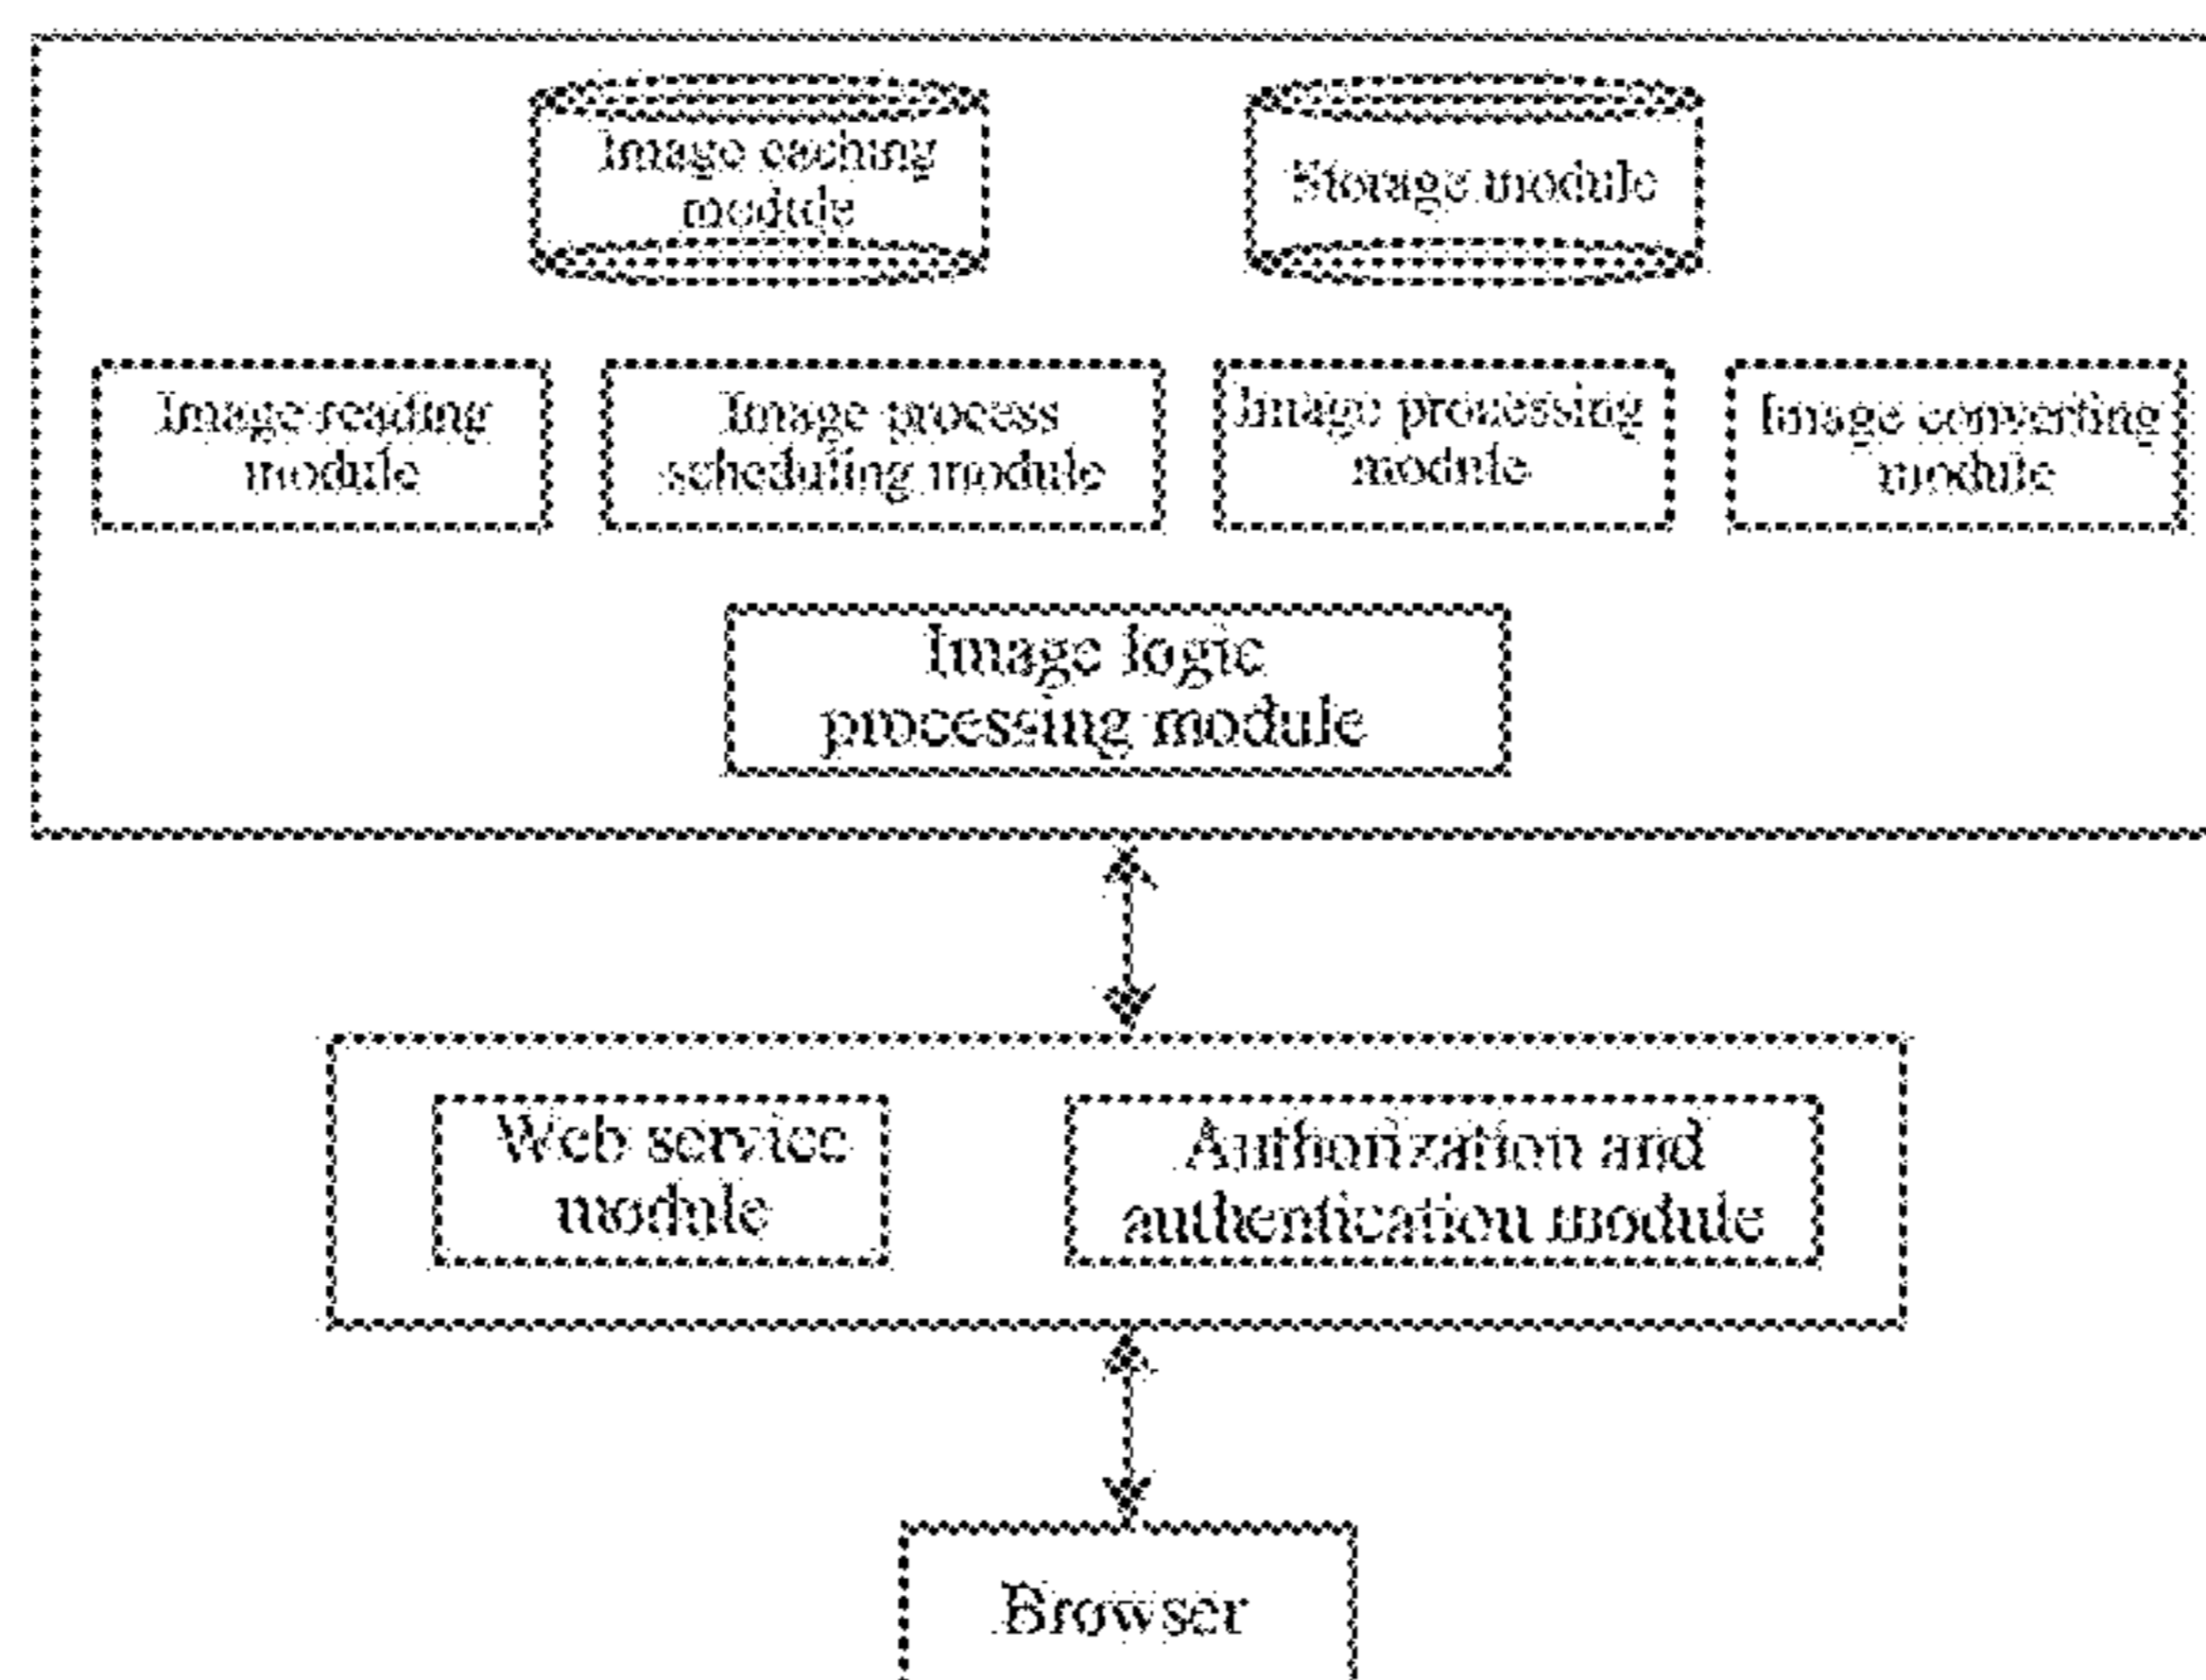 Image caching
module
Storage module
Image reading
module
Image process
scheduling module
Image processing
module
Image converting
module
Image logic
processing module
Web service
module
Authorization and
authentication module
Browser